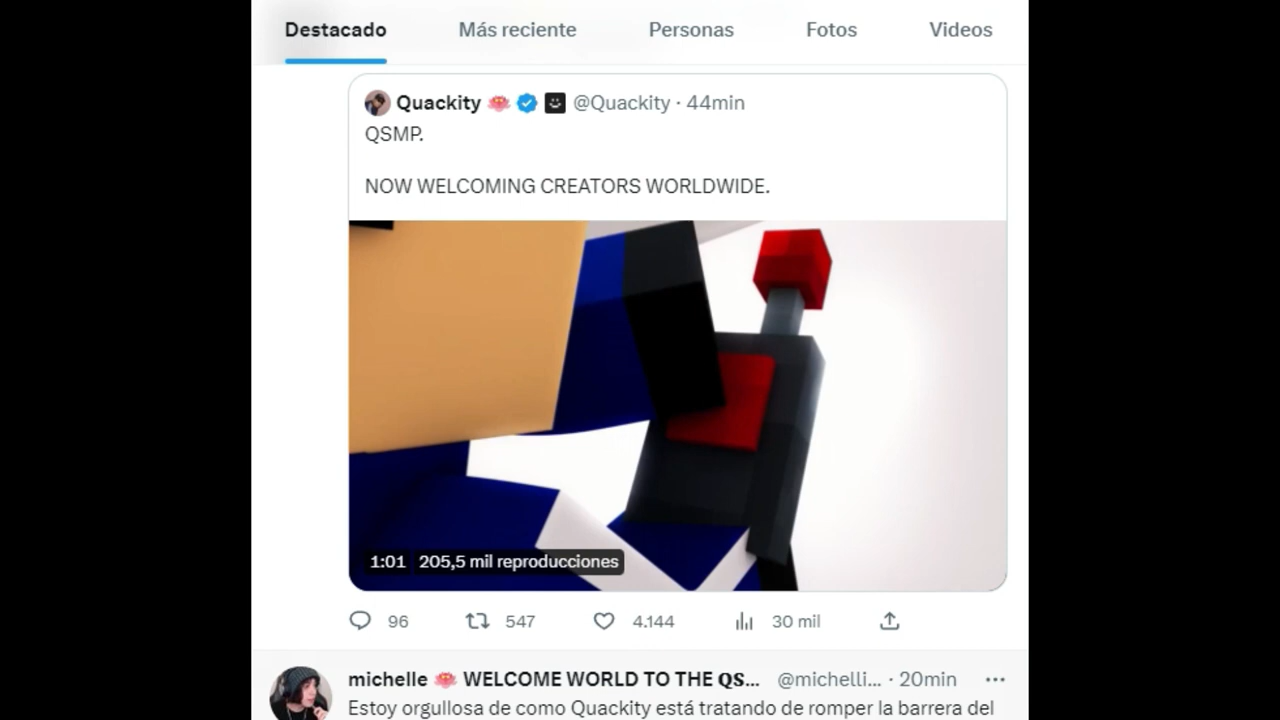 Destacado Más reciente Personas Fotos Videos
Quackity @Quackity · 44min
QSMP.
NOW WELCOMING CREATORS WORLDWIDE.
1:01 205,5 mil reproducciones
96 547 4.144 30 mil
michelle WELCOME WORLD TO THE QS... @michelli... · 20min
Estoy orgullosa de como Quackity está tratando de romper la barrera del